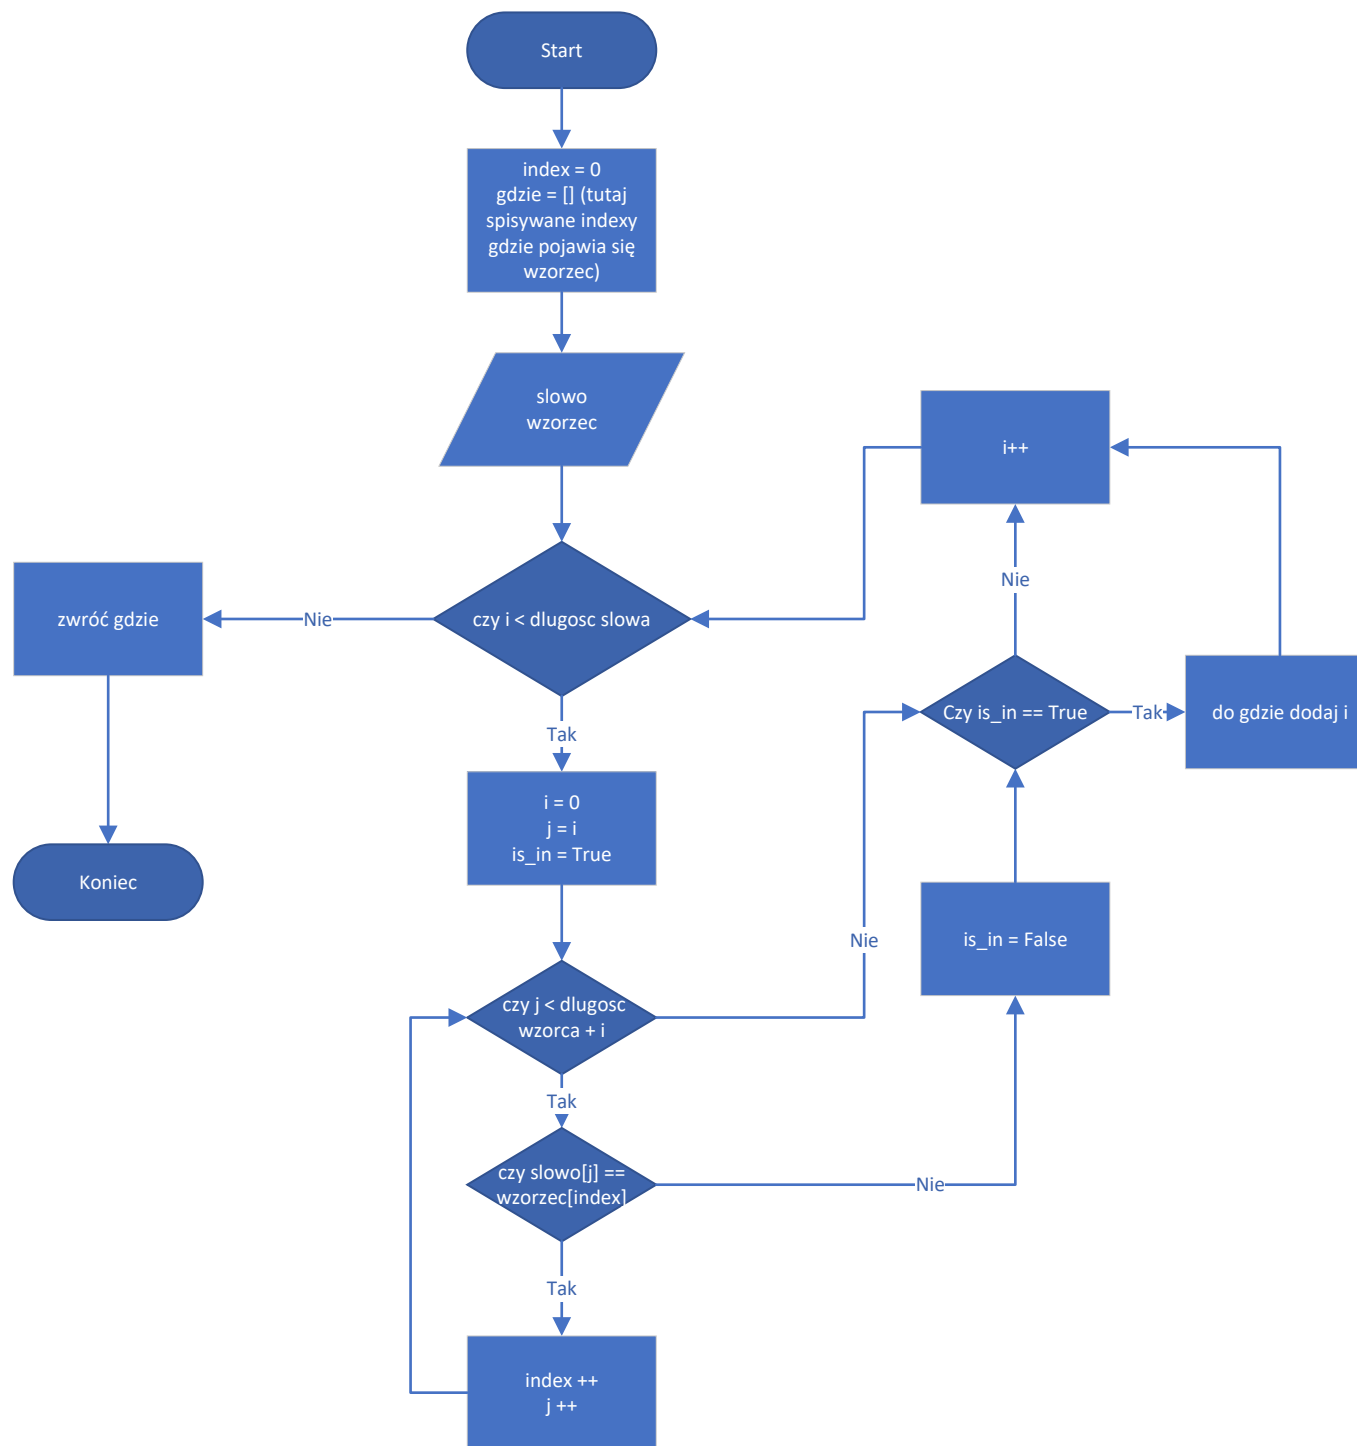 Start
index = 0
gdzie = [] (tutaj
spisywane indexy
gdzie pojawia się
wzorzec)
slowo
wzorzec
i++
Nie
zwróć gdzie
Nie
czy i < dlugosc slowa
Czy is_in == True
Tak
do gdzie dodaj i
Tak
i = 0
j = i
is_in = True
Koniec
Nie
is_in = False
czy j < dlugosc
wzorca + i
Tak
czy slowo[j] ==
wzorzec[index]
Nie
Tak
index ++
j ++